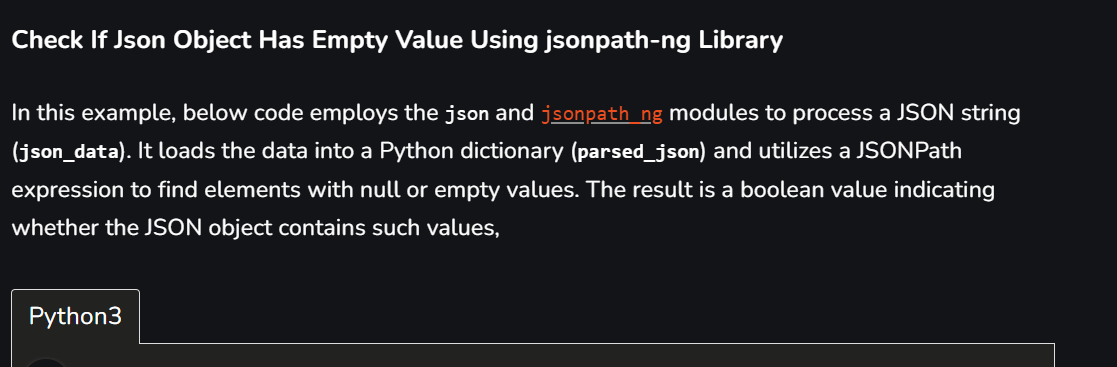 Check If Json Object Has Empty Value Using jsonpath-ng Library
In this example, below code employs the json and jsonpath_ng modules to process a JSON string
(json_data). It loads the data into a Python dictionary (parsed_json) and utilizes a JSONPath
expression to find elements with null or empty values. The result is a boolean value indicating
whether the JSON object contains such values,
Python3